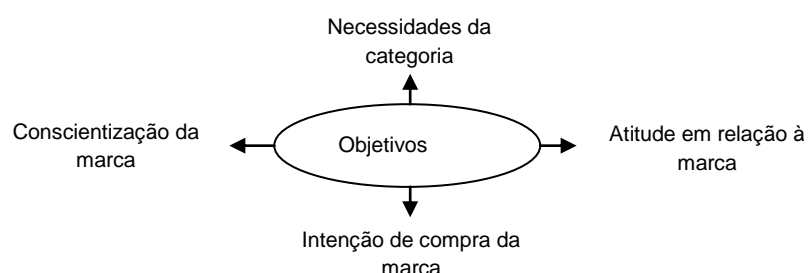 Necessidades da
categoria
Conscientização da
marca
Objetivos
Atitude em relação à
marca
Intenção de compra da
marca